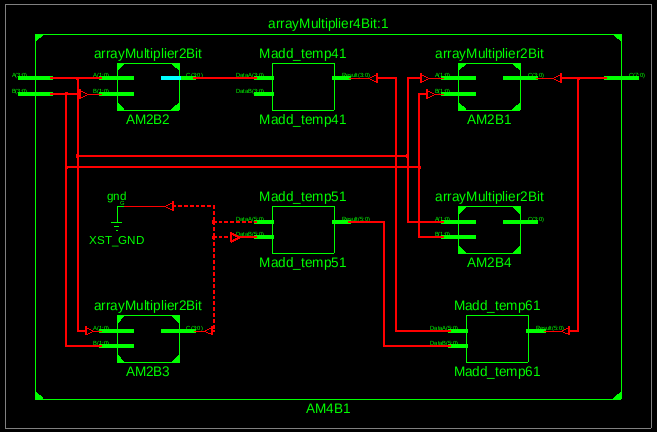 arrayMultiplier4Bit:1
arrayMultiplier2Bit
Madd_temp41
arrayMultiplier2Bit
A(3:0)
A(1:0)
C(3:0)
DataA(3:0)
Result(3:0)
A(1:0)
C(3:0)
C(7:0)
B(3:0)
B(1:0)
DataB(3:0)
B(1:0)
AM2B2
Madd_temp41
AM2B1
gnd
Madd_temp51
arrayMultiplier2Bit
G
DataA(5:0)
Result(5:0)
A(1:0)
C(3:0)
DataB(5:0)
B(1:0)
XST_GND
Madd_temp51
AM2B4
arrayMultiplier2Bit
Madd_temp61
A(1:0)
C(3:0)
DataA(5:0)
Result(5:0)
B(1:0)
DataB(5:0)
AM2B3
Madd_temp61
AM4B1